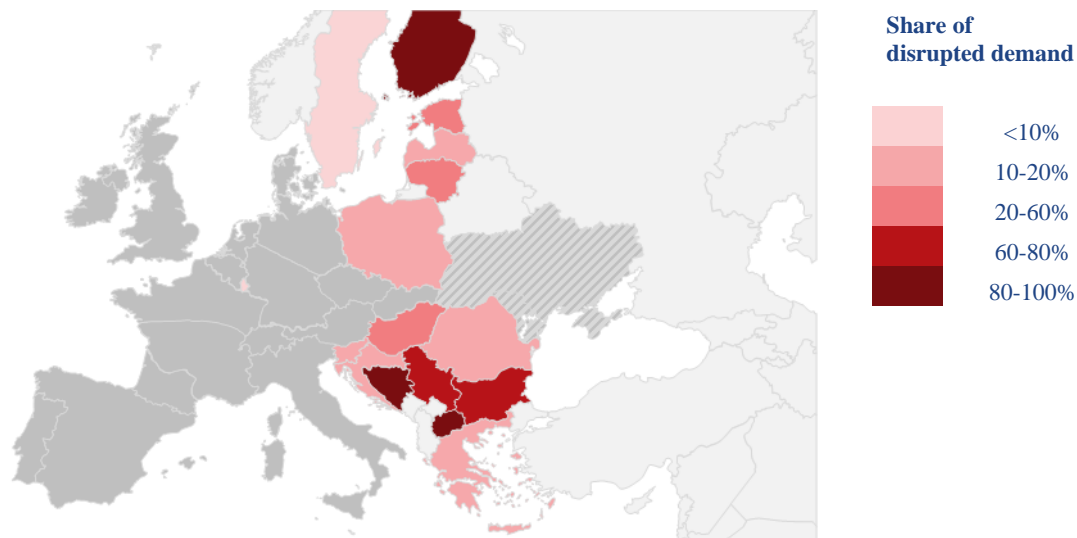 Share of
disrupted demand
<10%
10-20%
20-60%
60-80%
80-100%